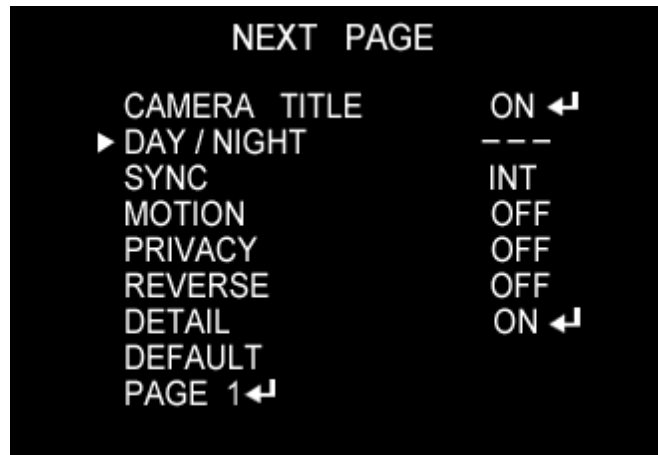 NEXT PAGE
CAMERA TITLE ON ↵
▶ DAY / NIGHT ---
SYNC INT
MOTION OFF
PRIVACY OFF
REVERSE OFF
DETAIL ON ↵
DEFAULT
PAGE 1↵